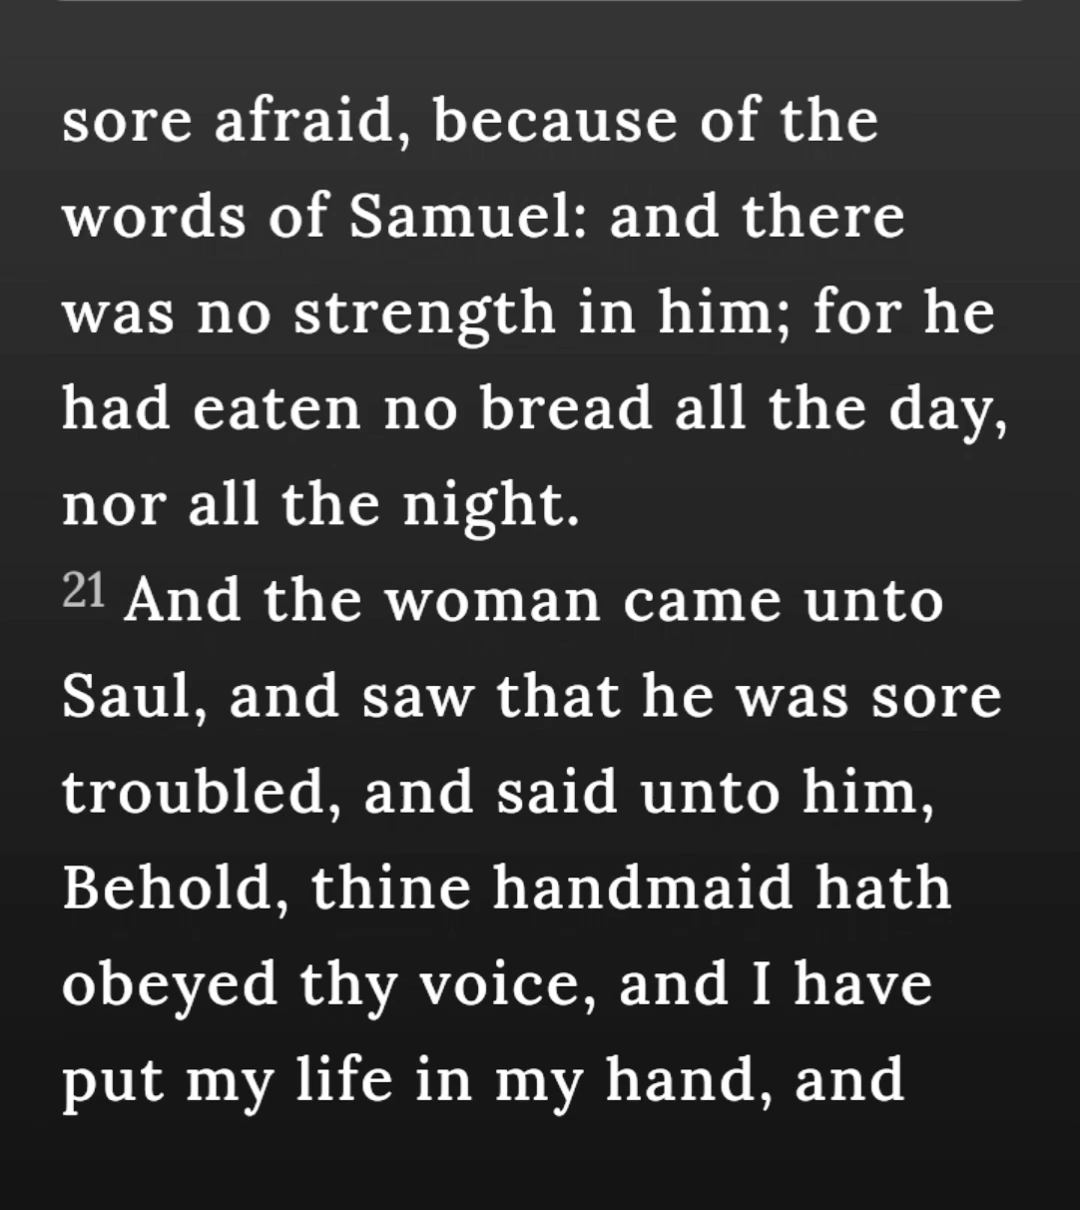 sore afraid, because of the
words of Samuel: and there
was no strength in him; for he
had eaten no bread all the day,
nor all the night.
21 And the woman came unto
Saul, and saw that he was sore
troubled, and said unto him,
Behold, thine handmaid hath
obeyed thy voice, and I have
put my life in my hand, and